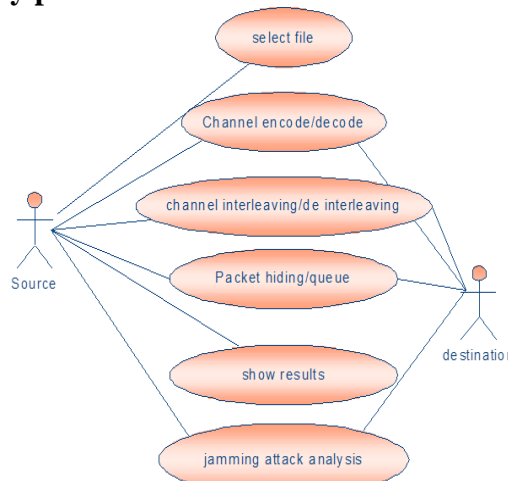 select file
Channel encode/decode
channel interleaving/de interleaving
Source
Packet hiding/queue
destination
show results
jamming attack analysis